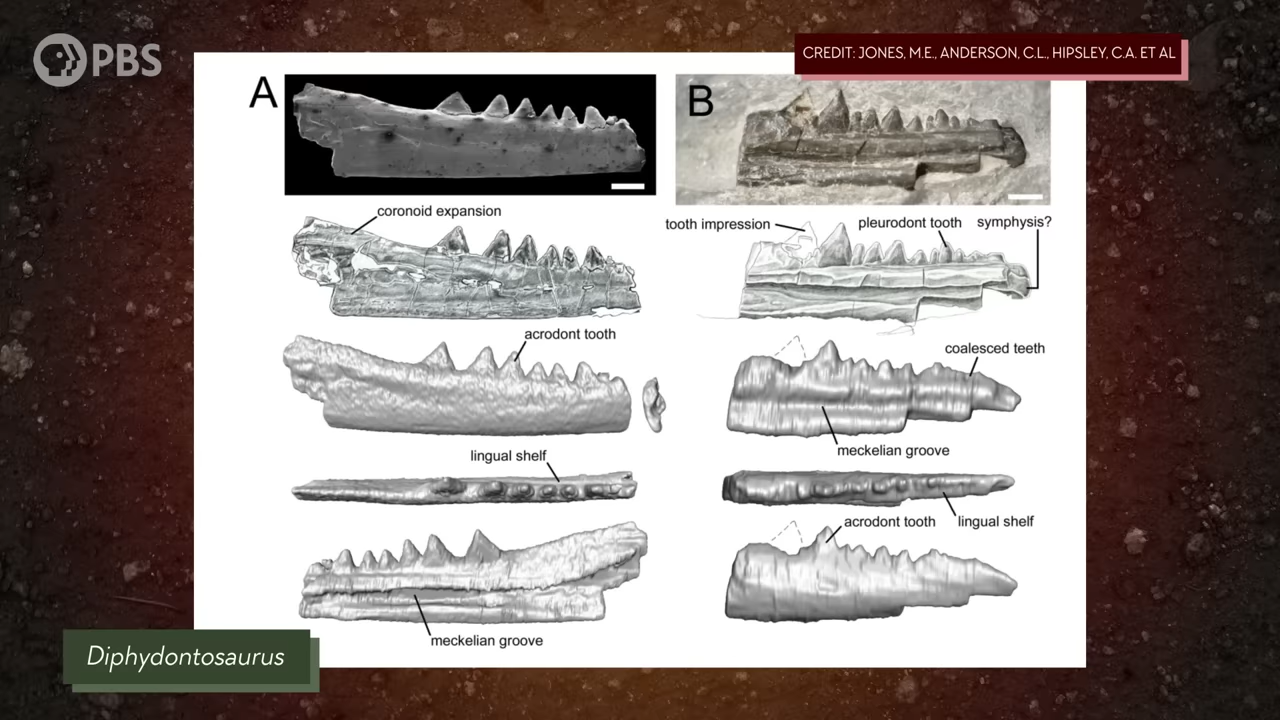 PBS
CREDIT: JONES, M.E., ANDERSON, C.L., HIPSLEY, C.A. ET AL
A
B
coronoid expansion
tooth impression
pleurodont tooth
symphysis?
acrodont tooth
coalesced teeth
meckelian groove
lingual shelf
acrodont tooth
lingual shelf
meckelian groove
Diphydontosaurus